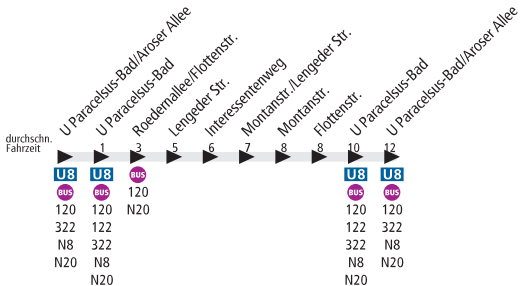 U Paracelsus-Bad/Aroser Allee
U Paracelsus-Bad
Roedernallee/Flottenstr.
Lengeder Str.
Interessentenweg
Montanstr./Lengeder Str.
Montanstr.
Flottenstr.
U Paracelsus-Bad
U Paracelsus-Bad/Aroser Allee
durchschn.
Fahrzeit
1 3 5 6 7 8 8 10 12
U8 U8 BUS U8 U8
BUS BUS 120 BUS BUS
120 120 N20 120 120
322 122 122 322
N8 322 322 N8
N20 N8 N8 N20
N20 N20